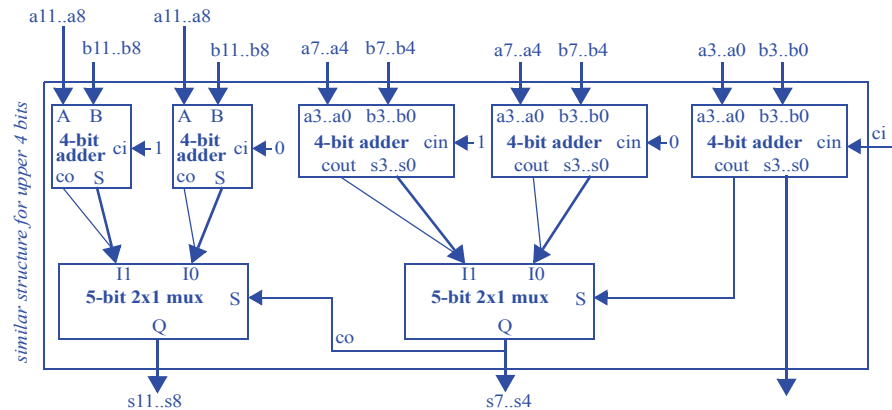 a11..a8 a11..a8
b11..b8 b11..b8 a7..a4 b7..b4 a7..a4 b7..b4 a3..a0 b3..b0
A B A B a3..a0 b3..b0 a3..a0 b3..b0 a3..a0 b3..b0
4-bit adder ci 1
4-bit adder ci 0
4-bit adder cin 1
4-bit adder cin 0
4-bit adder cin ci
co S co S cout s3..s0 cout s3..s0 cout s3..s0
similar structure for upper 4 bits
I1 I0 I1 I0
5-bit 2x1 mux S 5-bit 2x1 mux S
Q Q
co
s11..s8 s7..s4